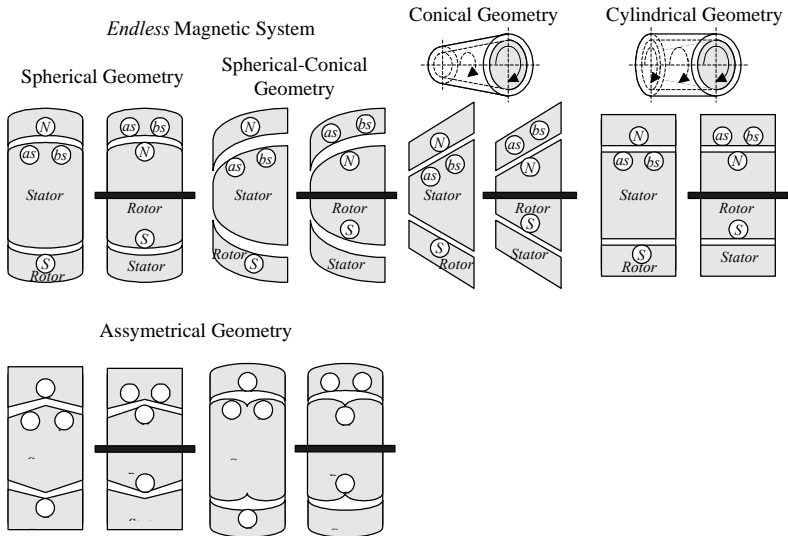 Endless Magnetic System
Conical Geometry
Cylindrical Geometry
Spherical Geometry
Spherical-Conical
Geometry
N
as bs
Stator
Rotor
S
as bs
N
Rotor
S
Stator
N
as bs
Stator
Rotor
S
as bs
N
Rotor
S
Stator
N
as bs
Stator
S
Rotor
as bs
N
Rotor
S
Stator
N
as bs
Stator
S
Rotor
as bs
N
Rotor
S
Stator
Assymetrical Geometry